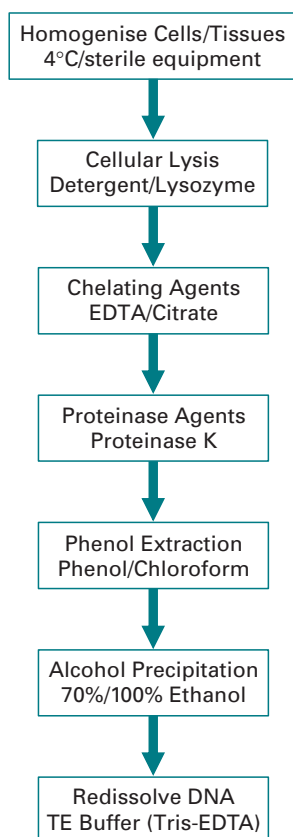 Homogenise Cells/Tissues
4°C/sterile equipment
Cellular Lysis
Detergent/Lysozyme
Chelating Agents
EDTA/Citrate
Proteinase Agents
Proteinase K
Phenol Extraction
Phenol/Chloroform
Alcohol Precipitation
70%/100% Ethanol
Redissolve DNA
TE Buffer (Tris-EDTA)